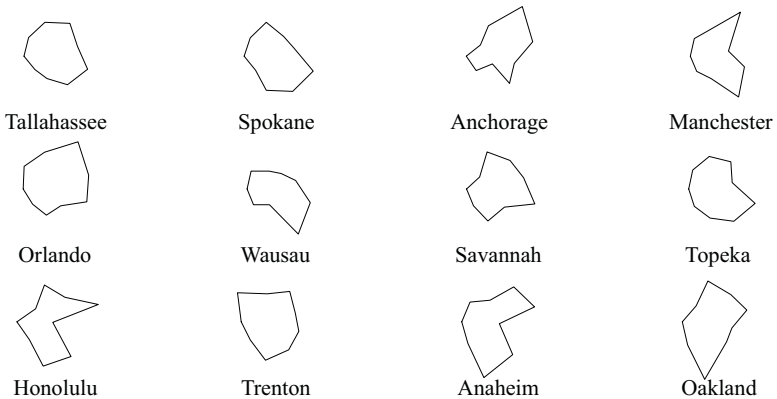 Tallahassee Spokane Anchorage Manchester
Orlando Wausau Savannah Topeka
Honolulu Trenton Anaheim Oakland